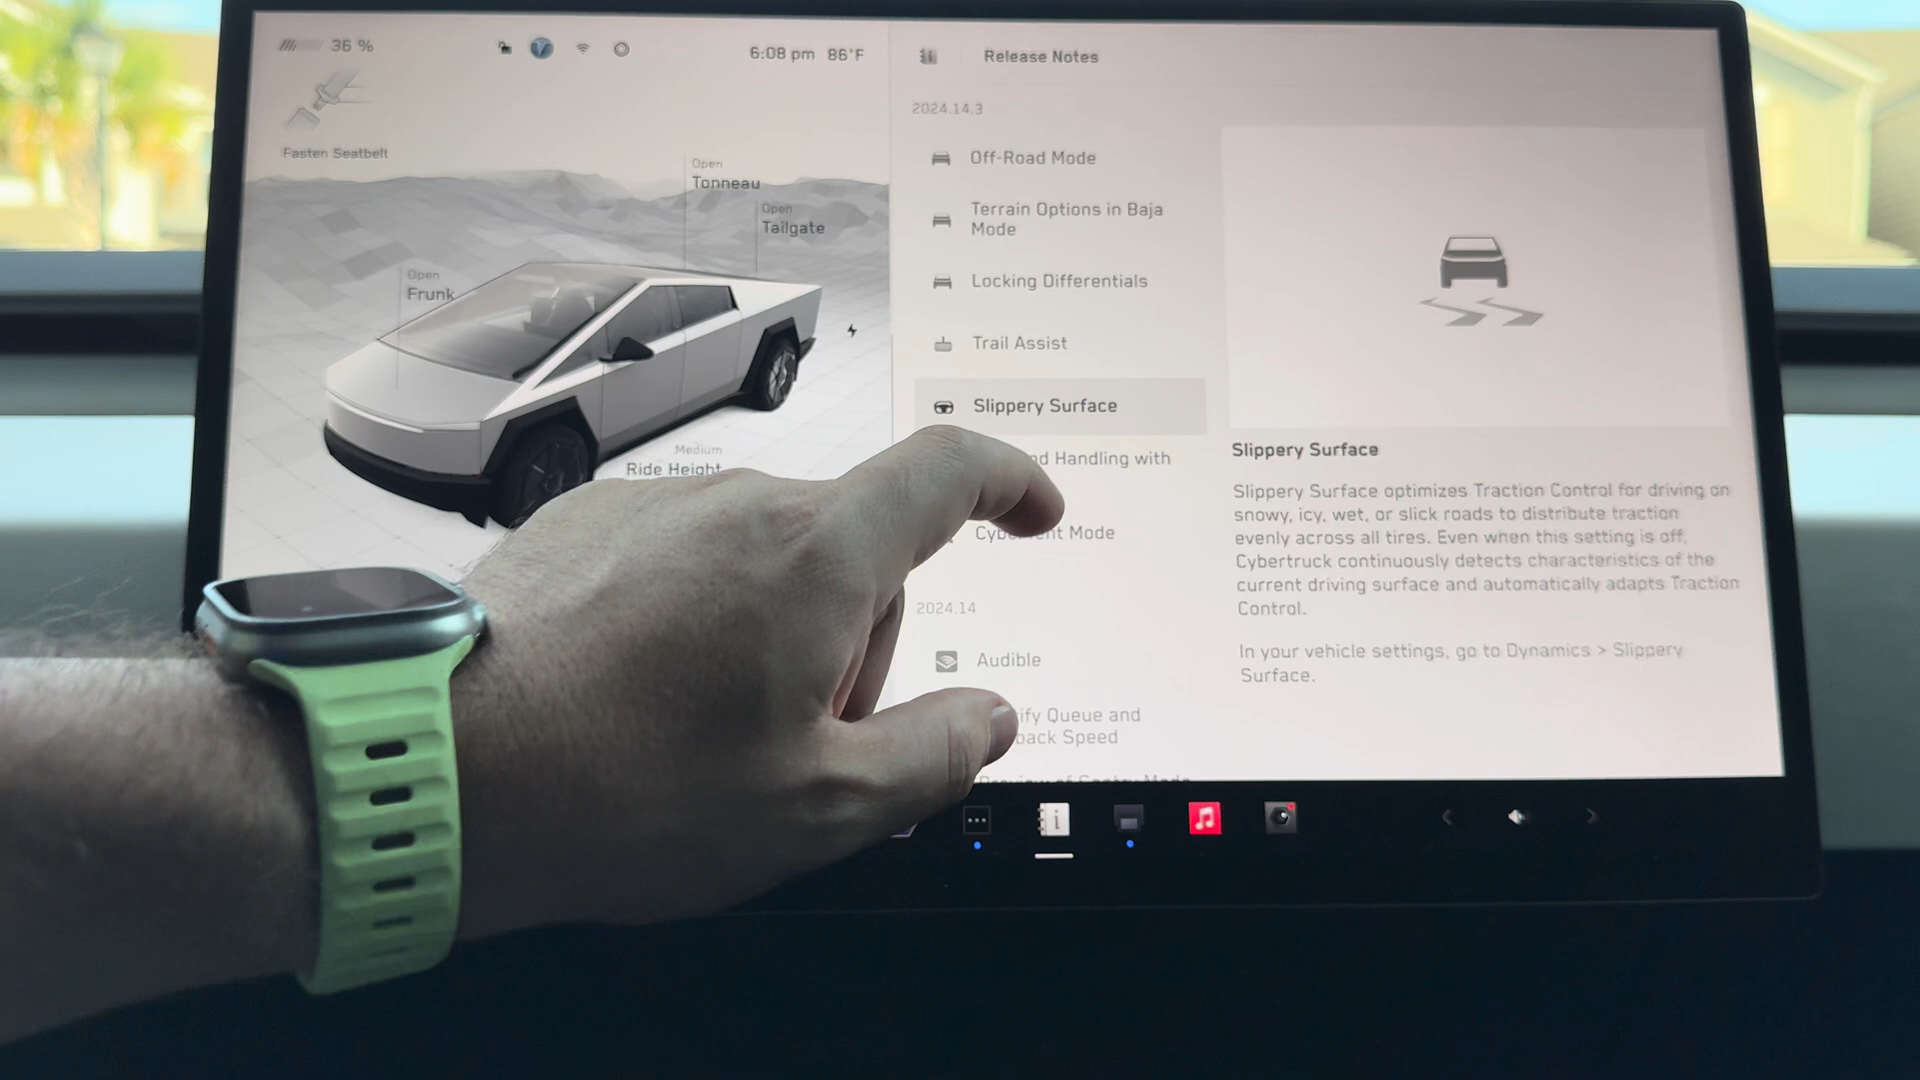 36 %
6:08 pm 86°F
Fasten Seatbelt
Open
Tonneau
Open
Tailgate
Open
Frunk
Medium
Ride Height
Release Notes
2024.14.3
Off-Road Mode
Terrain Options in Baja
Mode
Locking Differentials
Trail Assist
Slippery Surface
Handling with
Mode
2024.14
Audible
Queue and
Speed
Slippery Surface
Slippery Surface optimizes Traction Control for driving on
snowy, icy, wet, or slick roads to distribute traction
evenly across all tires. Even when this setting is off,
Cybertruck continuously detects characteristics of the
current driving surface and automatically adapts Traction
Control.
In your vehicle settings, go to Dynamics > Slippery
Surface.